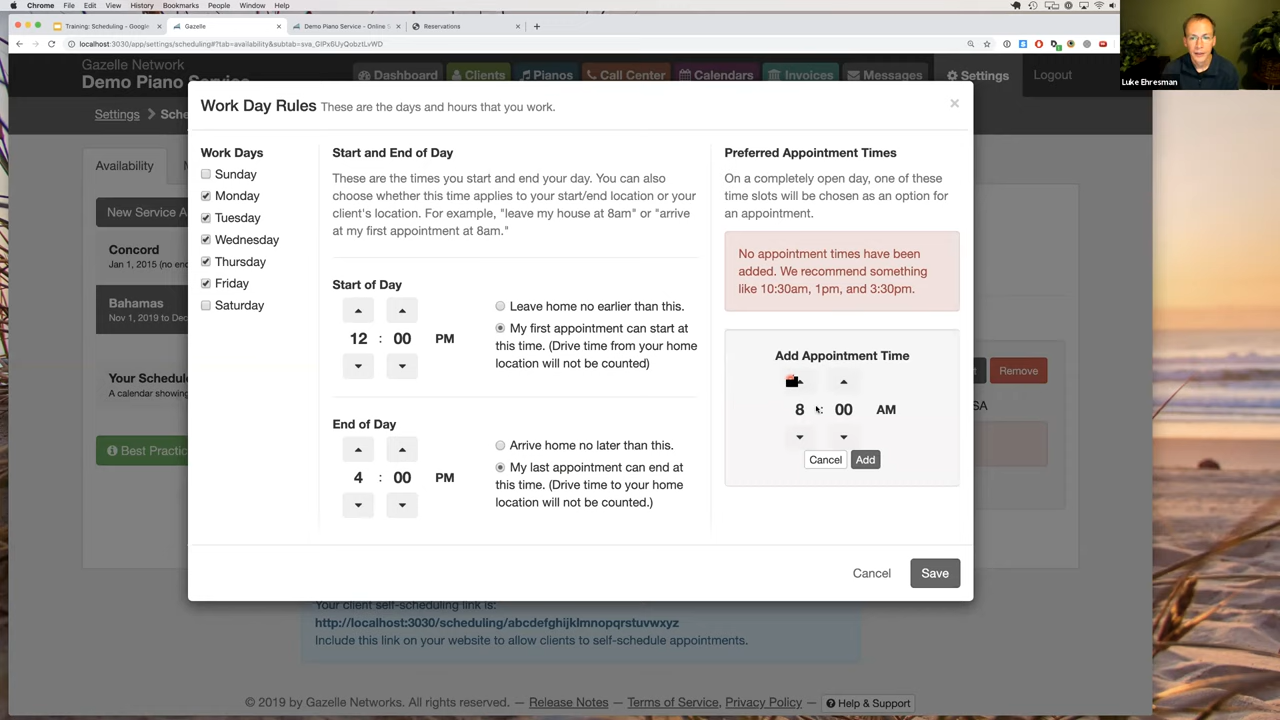 Chrome File Edit View History Bookmarks People Window Help
Training: Scheduling - Google
Gazelle
Demo Piano Service - Online S
Reservations
localhost:3030/app/settings/scheduling#?tab=availability&subtab=sva_GIPx6UyQobztLvWD
Luke Ehresman
Gazelle Network
Demo Piano Servi
Dashboard
Clients
Pianos
Call Center
Calendars
Invoices
Messages
Settings
Logout
Settings
Sche
Availability
New Service A
Concord
Jan 1, 2015 (no en
Bahamas
Nov 1, 2019 to Dec
Your Schedul
A calendar showing
Best Practic
Remove
SA
Work Day Rules These are the days and hours that you work.
×
Work Days
Sunday
Monday
Tuesday
Wednesday
Thursday
Friday
Saturday
Start and End of Day
These are the times you start and end your day. You can also
choose whether this time applies to your start/end location or your
client's location. For example, "leave my house at 8am" or "arrive
at my first appointment at 8am."
Start of Day
12 : 00 PM
Leave home no earlier than this.
My first appointment can start at
this time. (Drive time from your home
location will not be counted)
End of Day
4 : 00 PM
Arrive home no later than this.
My last appointment can end at
this time. (Drive time to your home
location will not be counted.)
Preferred Appointment Times
On a completely open day, one of these
time slots will be chosen as an option for
an appointment.
No appointment times have been
added. We recommend something
like 10:30am, 1pm, and 3:30pm.
Add Appointment Time
8 : 00 AM
Cancel Add
Cancel Save
Your client self-scheduling link is:
http://localhost:3030/scheduling/abcdefghijklmnopqrstuvwxyz
Include this link on your website to allow clients to self-schedule appointments.
© 2019 by Gazelle Networks. All rights reserved. — Release Notes — Terms of Service, Privacy Policy — Help & Support